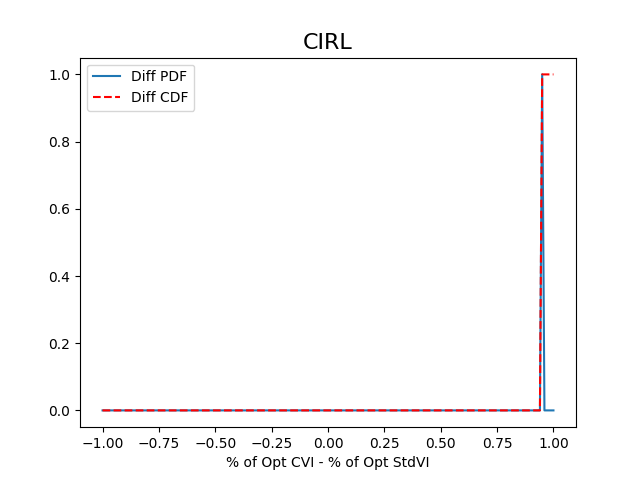 CIRL
Diff PDF
Diff CDF
1.0
0.8
0.6
0.4
0.2
0.0
−1.00 −0.75 −0.50 −0.25 0.00 0.25 0.50 0.75 1.00
% of Opt CVI - % of Opt StdVI